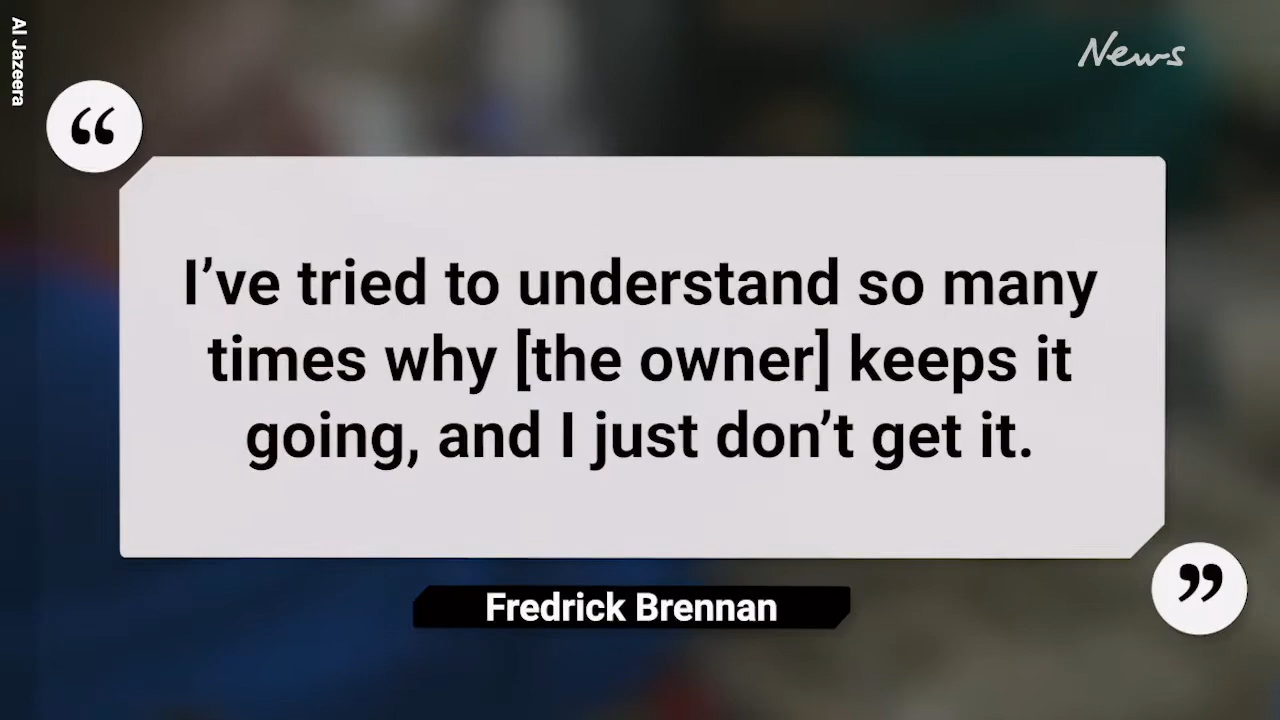 Al Jazeera
News
“
I’ve tried to understand so many
times why [the owner] keeps it
going, and I just don’t get it.
”
Fredrick Brennan